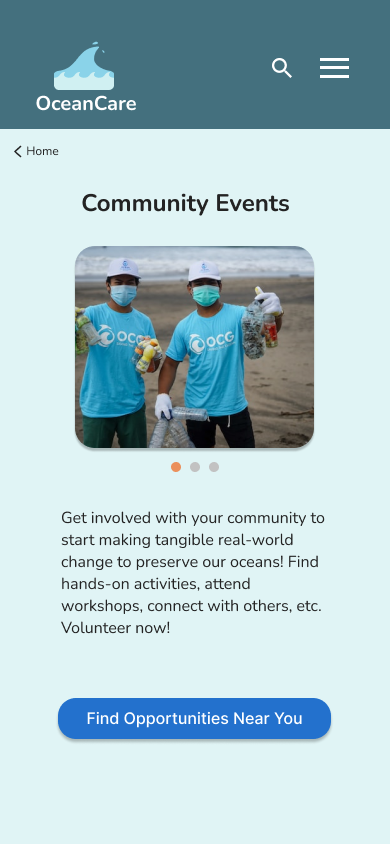 OceanCare
Home
Community Events
OCG
OCG
Get involved with your community to
start making tangible real-world
change to preserve our oceans! Find
hands-on activities, attend
workshops, connect with others, etc.
Volunteer now!
Find Opportunities Near You